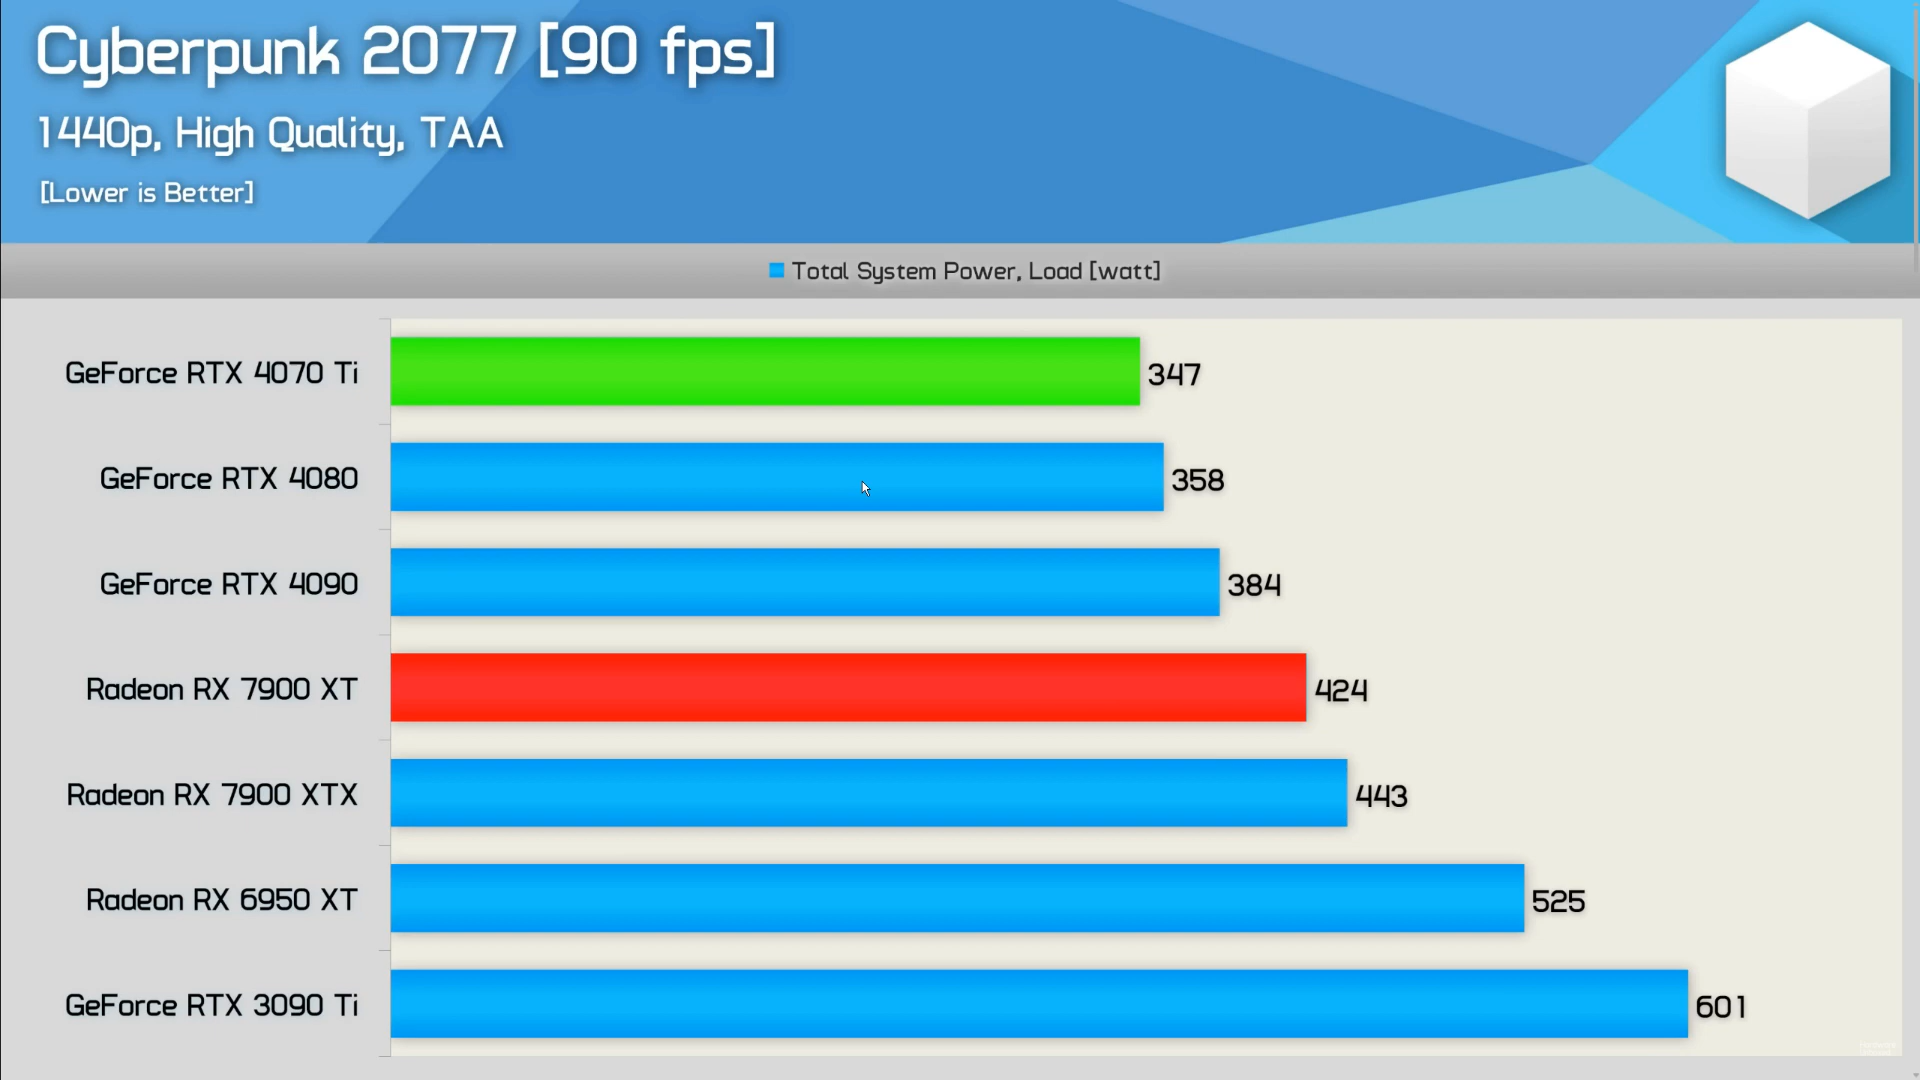 Cyberpunk 2077 [90 fps]
1440p, High Quality, TAA
[Lower is Better]
Total System Power, Load [watt]
GeForce RTX 4070 Ti 347
GeForce RTX 4080 358
GeForce RTX 4090 384
Radeon RX 7900 XT 424
Radeon RX 7900 XTX 443
Radeon RX 6950 XT 525
GeForce RTX 3090 Ti 601